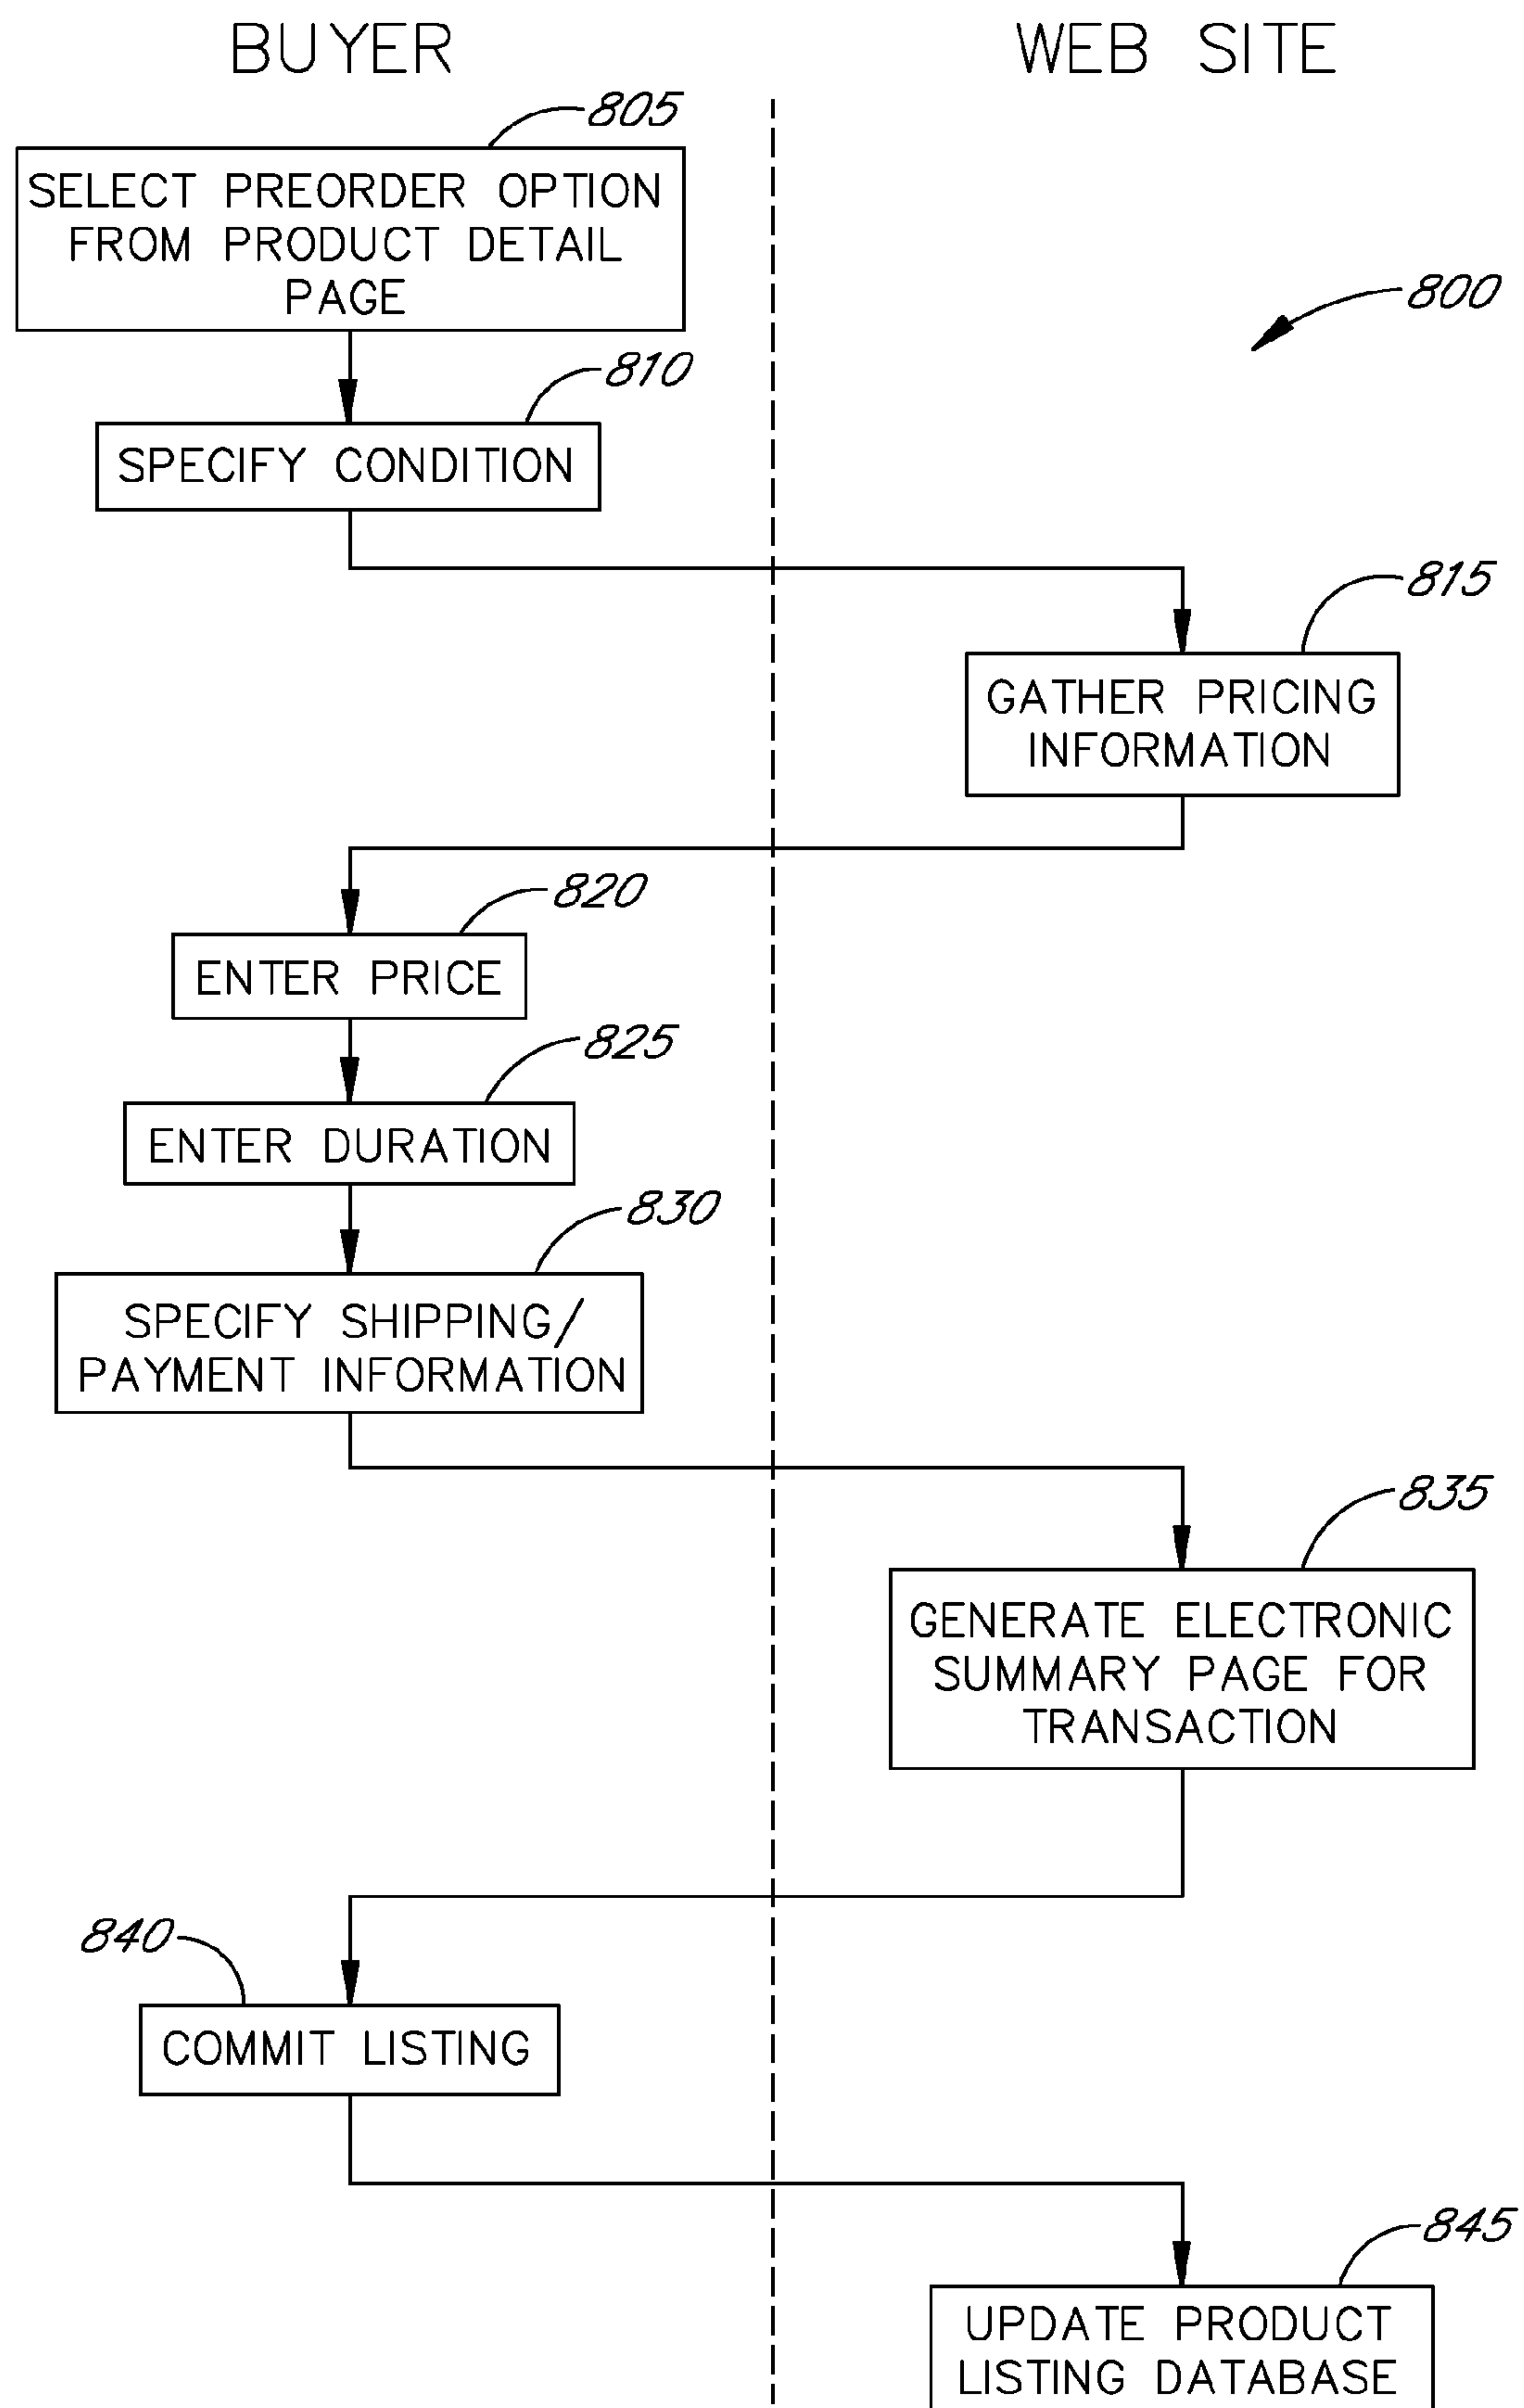 BUYER
WEB SITE
805
SELECT PREORDER OPTION
FROM PRODUCT DETAIL
PAGE
800
810
SPECIFY CONDITION
815
GATHER PRICING
INFORMATION
820
ENTER PRICE
825
ENTER DURATION
830
SPECIFY SHIPPING/
PAYMENT INFORMATION
835
GENERATE ELECTRONIC
SUMMARY PAGE FOR
TRANSACTION
840
COMMIT LISTING
845
UPDATE PRODUCT
LISTING DATABASE